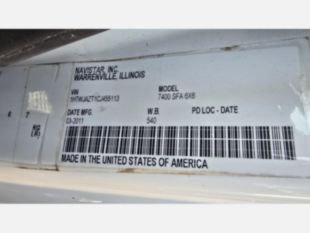 NAVISTAR, INC.
WARRENVILLE, ILLINOIS
VIN
MODEL
7400 SFA 6X6
DATE MFG.
W.B.
PD LOC - DATE
03-2011
540
MADE IN THE UNITED STATES OF AMERICA